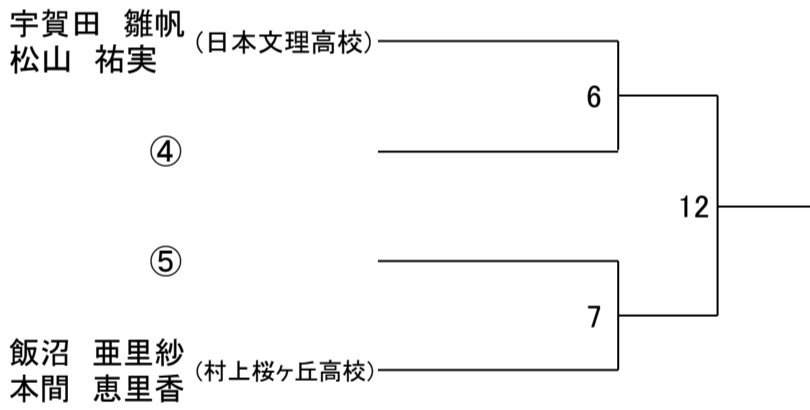 宇賀田 雛帆
松山 祐実
(日本文理高校)
6
④
12
⑤
7
飯沼 亜里紗
本間 恵里香
(村上桜ヶ丘高校)